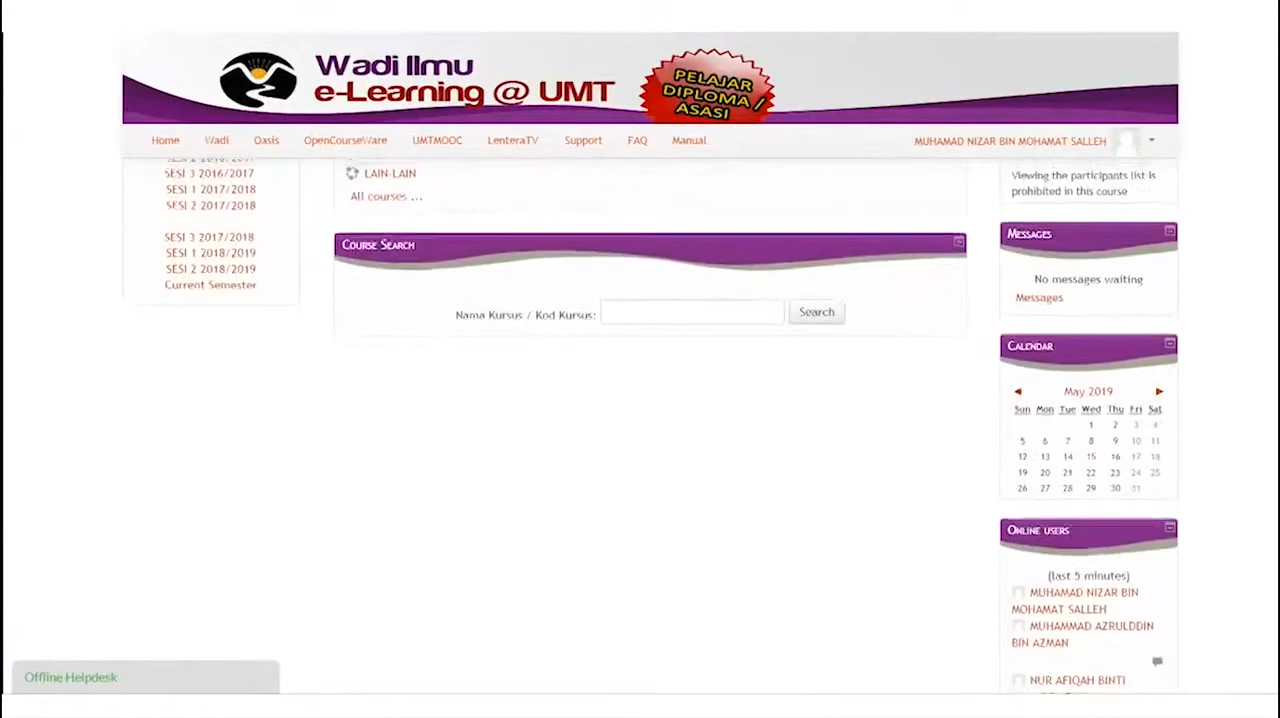 Wadi Ilmu
e-Learning @ UMT
PELAJAR
DIPLOMA /
ASASI
Home Wadi Oasis OpenCourseWare UMTMOOC LenteraTV Support FAQ Manual
MUHAMAD NIZAR BIN MOHAMAT SALLEH
SESI 3 2016/2017
SESI 1 2017/2018
SESI 2 2017/2018
SESI 3 2017/2018
SESI 1 2018/2019
SESI 2 2018/2019
Current Semester
LAIN-LAIN
All courses ...
Course Search
Nama Kursus / Kod Kursus:
Search
Viewing the participants list is
prohibited in this course
Messages
No messages waiting
Messages
Calendar
◄ May 2019 ►
Sun Mon Tue Wed Thu Fri Sat
1 2 3 4
5 6 7 8 9 10 11
12 13 14 15 16 17 18
19 20 21 22 23 24 25
26 27 28 29 30 31
Online users
(last 5 minutes)
MUHAMAD NIZAR BIN
MOHAMAT SALLEH
MUHAMMAD AZRULDDIN
BIN AZMAN
NUR AFIQAH BINTI
Offline Helpdesk